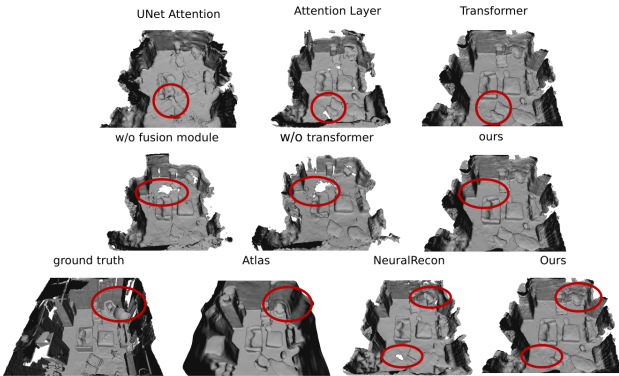 UNet Attention
Attention Layer
Transformer
w/o fusion module
w/o transformer
ours
ground truth
Atlas
NeuralRecon
Ours